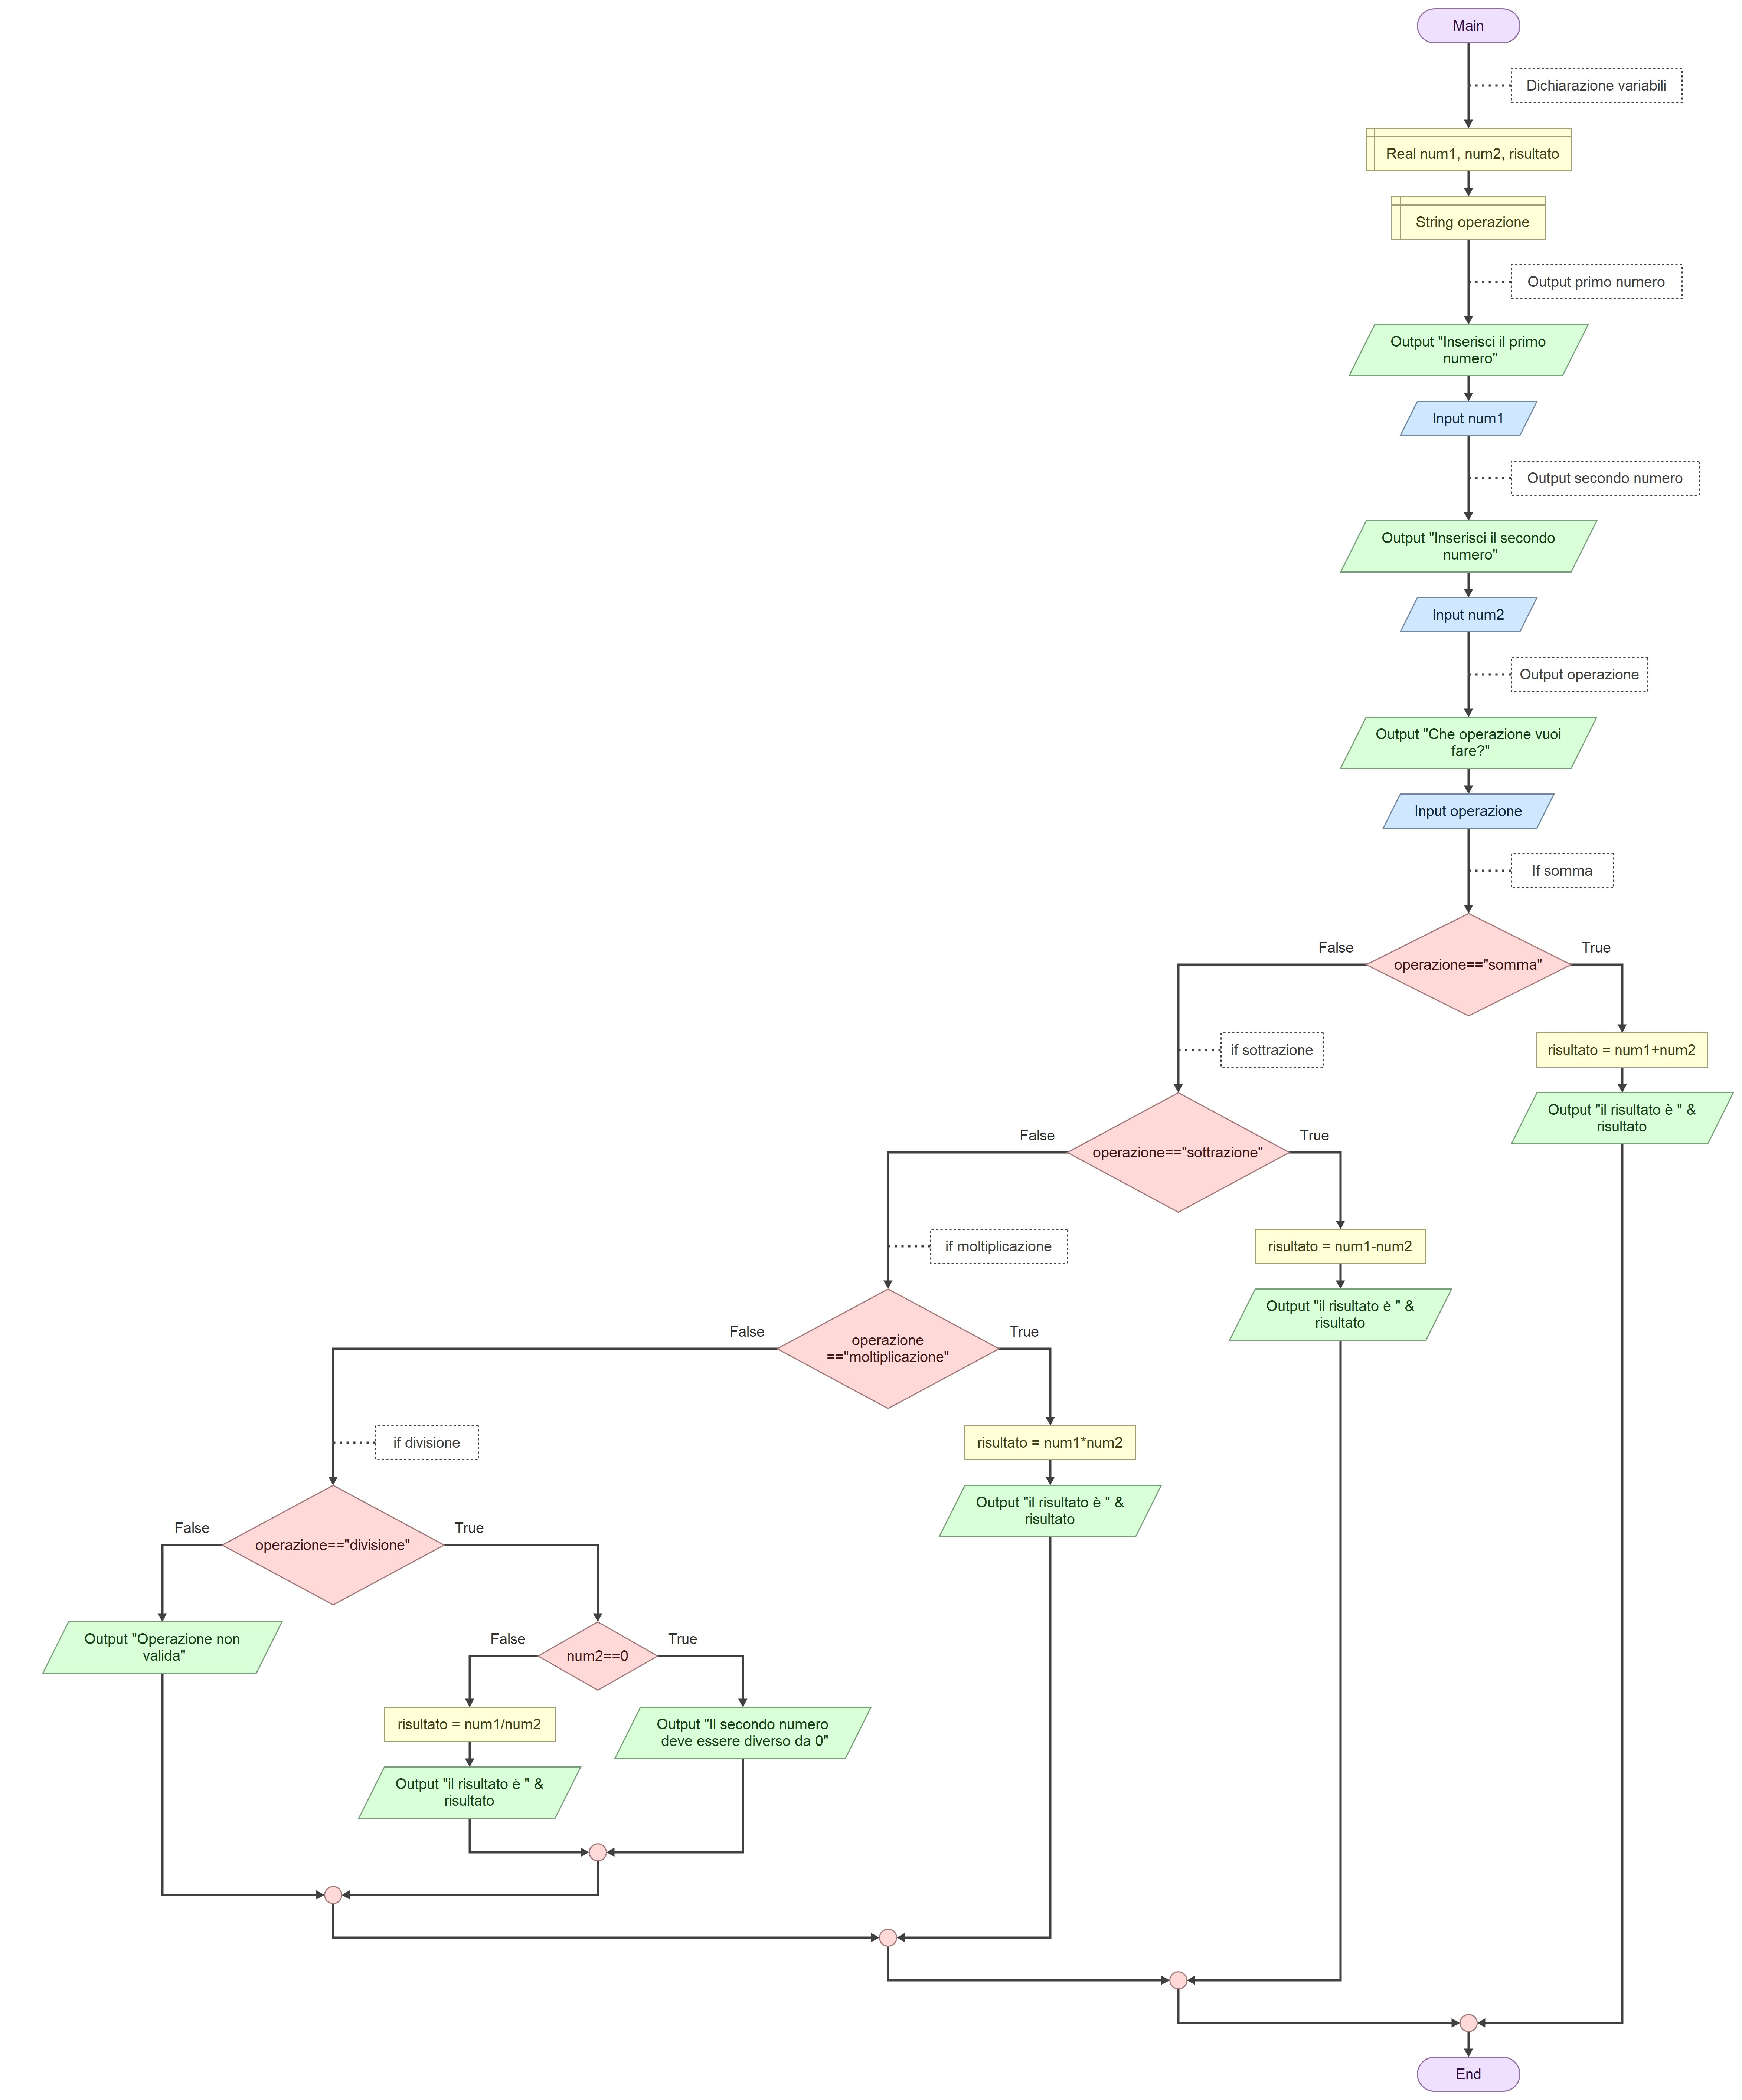 Main
Dichiarazione variabili
Real num1, num2, risultato
String operazione
Output primo numero
Output "Inserisci il primo
numero"
Input num1
Output secondo numero
Output "Inserisci il secondo
numero"
Input num2
Output operazione
Output "Che operazione vuoi
fare?"
Input operazione
If somma
False
True
operazione=="somma"
if sottrazione
risultato = num1+num2
Output "il risultato è " &
risultato
False
True
operazione=="sottrazione"
if moltiplicazione
risultato = num1-num2
Output "il risultato è " &
risultato
False
True
operazione
=="moltiplicazione"
if divisione
risultato = num1*num2
Output "il risultato è " &
risultato
False
True
operazione=="divisione"
Output "Operazione non
valida"
False
True
num2==0
risultato = num1/num2
Output "Il secondo numero
deve essere diverso da 0"
Output "il risultato è " &
risultato
End